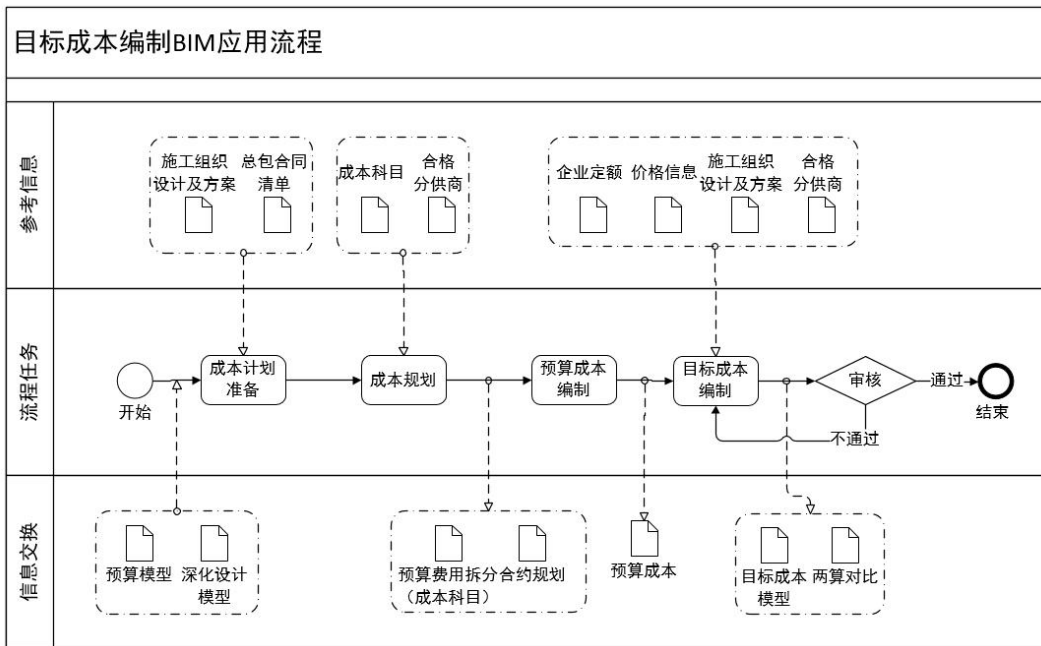 目标成本编制BIM应用流程
参考信息
施工组织
设计及方案
总包合同
清单
成本科目
合格
分供商
企业定额
价格信息
施工组织
设计及方案
合格
分供商
流程任务
开始
成本计划
准备
成本规划
预算成本
编制
目标成本
编制
审核
通过
不通过
结束
信息交换
预算模型
深化设计
模型
预算费用拆分
（成本科目）
合约规划
预算成本
目标成本
模型
两算对比